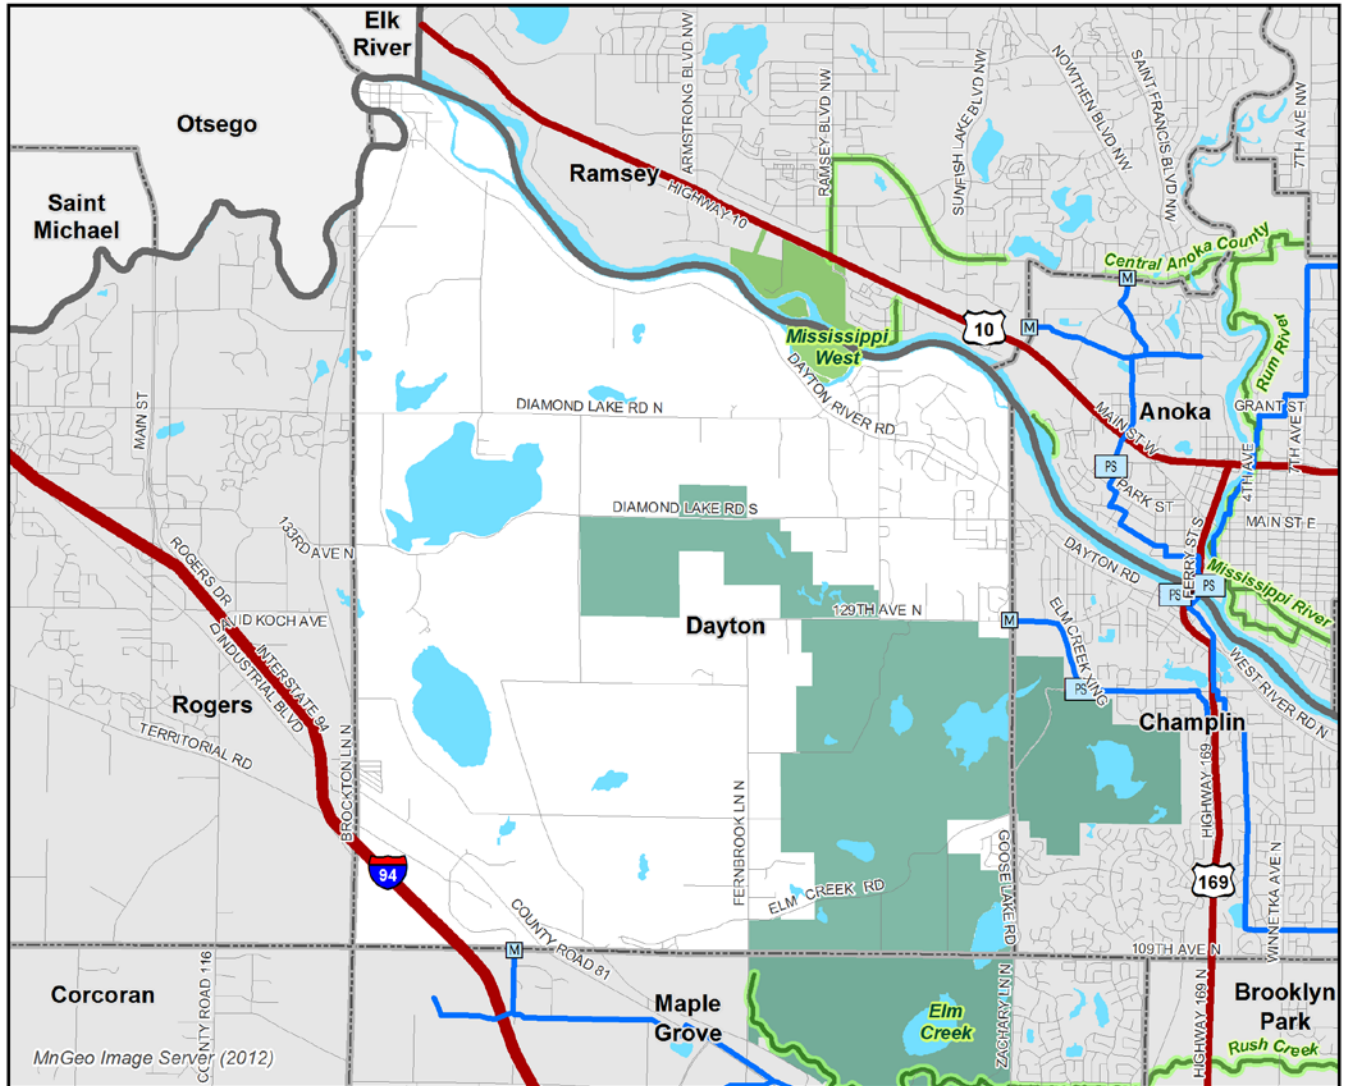 Elk
River
Otsego
Saint
Michael
Ramsey
HIGHWAY 10
ARMSTRONG BLVD NW
RAMSEY BLVD NW
SUNFISH LAKE BLVD NW
NOWTHEN BLVD NW
SAINT FRANCIS BLVD NW
7TH AVE NW
Central Anoka County
M
M
10
Mississippi
West
Rum River
DAYTON RIVER RD
DIAMOND LAKE RD N
MAIN ST
Anoka
GRANT ST
MAIN ST W
7TH AVE
4TH AVE
PS
PARK ST
MAIN ST E
DIAMOND LAKE RD S
133RD AVE N
ROGERS DR
DAYTON RD
FERRY ST S
PS
PS
Mississippi River
129TH AVE N
Dayton
M
ELM CREEK XING
PS
INTERSTATE 94
INDUSTRIAL BLVD
WEST RIVER RD N
Rogers
TERRITORIAL RD
Champlin
BROCKTON LN N
HIGHWAY 169
FERNBROOK LN N
GOOSE LAKE RD
94
169
ELM CREEK RD
WINNETKA AVE N
COUNTY ROAD 81
M
109TH AVE N
Corcoran
COUNTY ROAD 116
Maple
Grove
Elm
Creek
ZACHARY LN N
HIGHWAY 169 N
Brooklyn
Park
Rush Creek
MnGeo Image Server (2012)